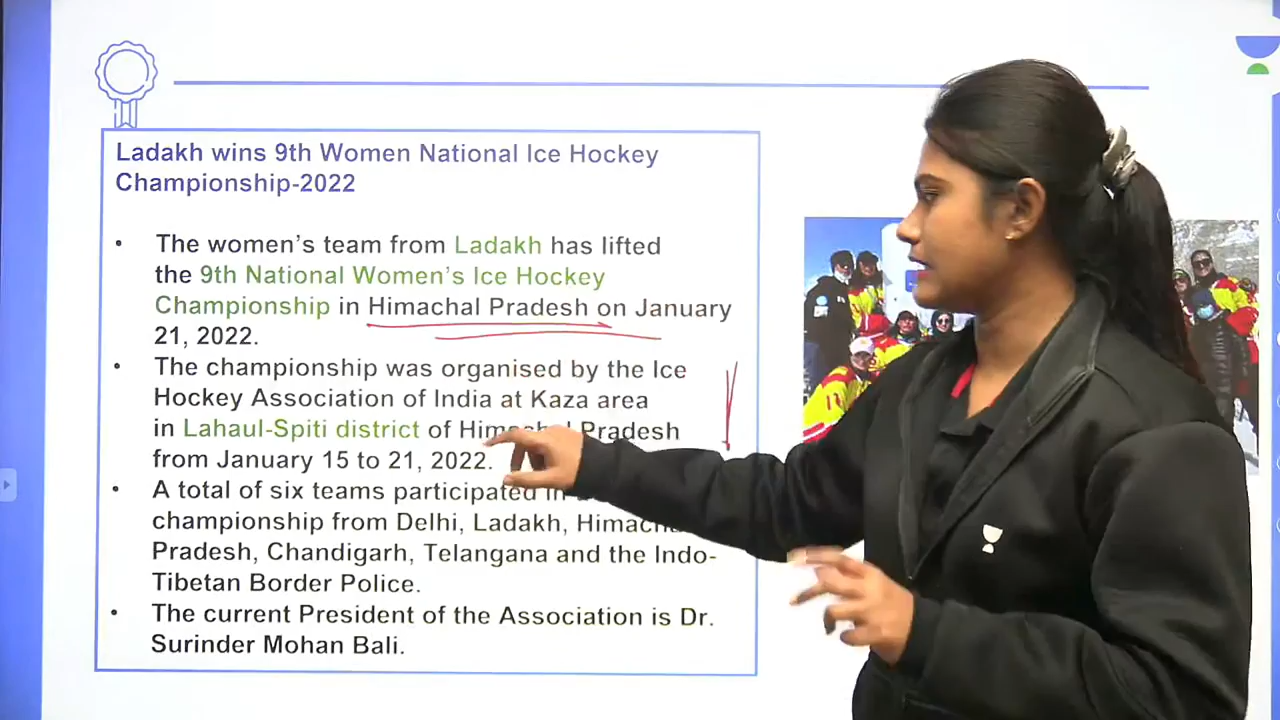 Ladakh wins 9th Women National Ice Hockey
Championship-2022
• The women's team from Ladakh has lifted
the 9th National Women's Ice Hockey
Championship in Himachal Pradesh on January
21, 2022.
• The championship was organised by the Ice
Hockey Association of India at Kaza area
in Lahaul-Spiti district of Himachal Pradesh
from January 15 to 21, 2022.
• A total of six teams participated in
championship from Delhi, Ladakh, Himachal
Pradesh, Chandigarh, Telangana and the Indo-
Tibetan Border Police.
• The current President of the Association is Dr.
Surinder Mohan Bali.